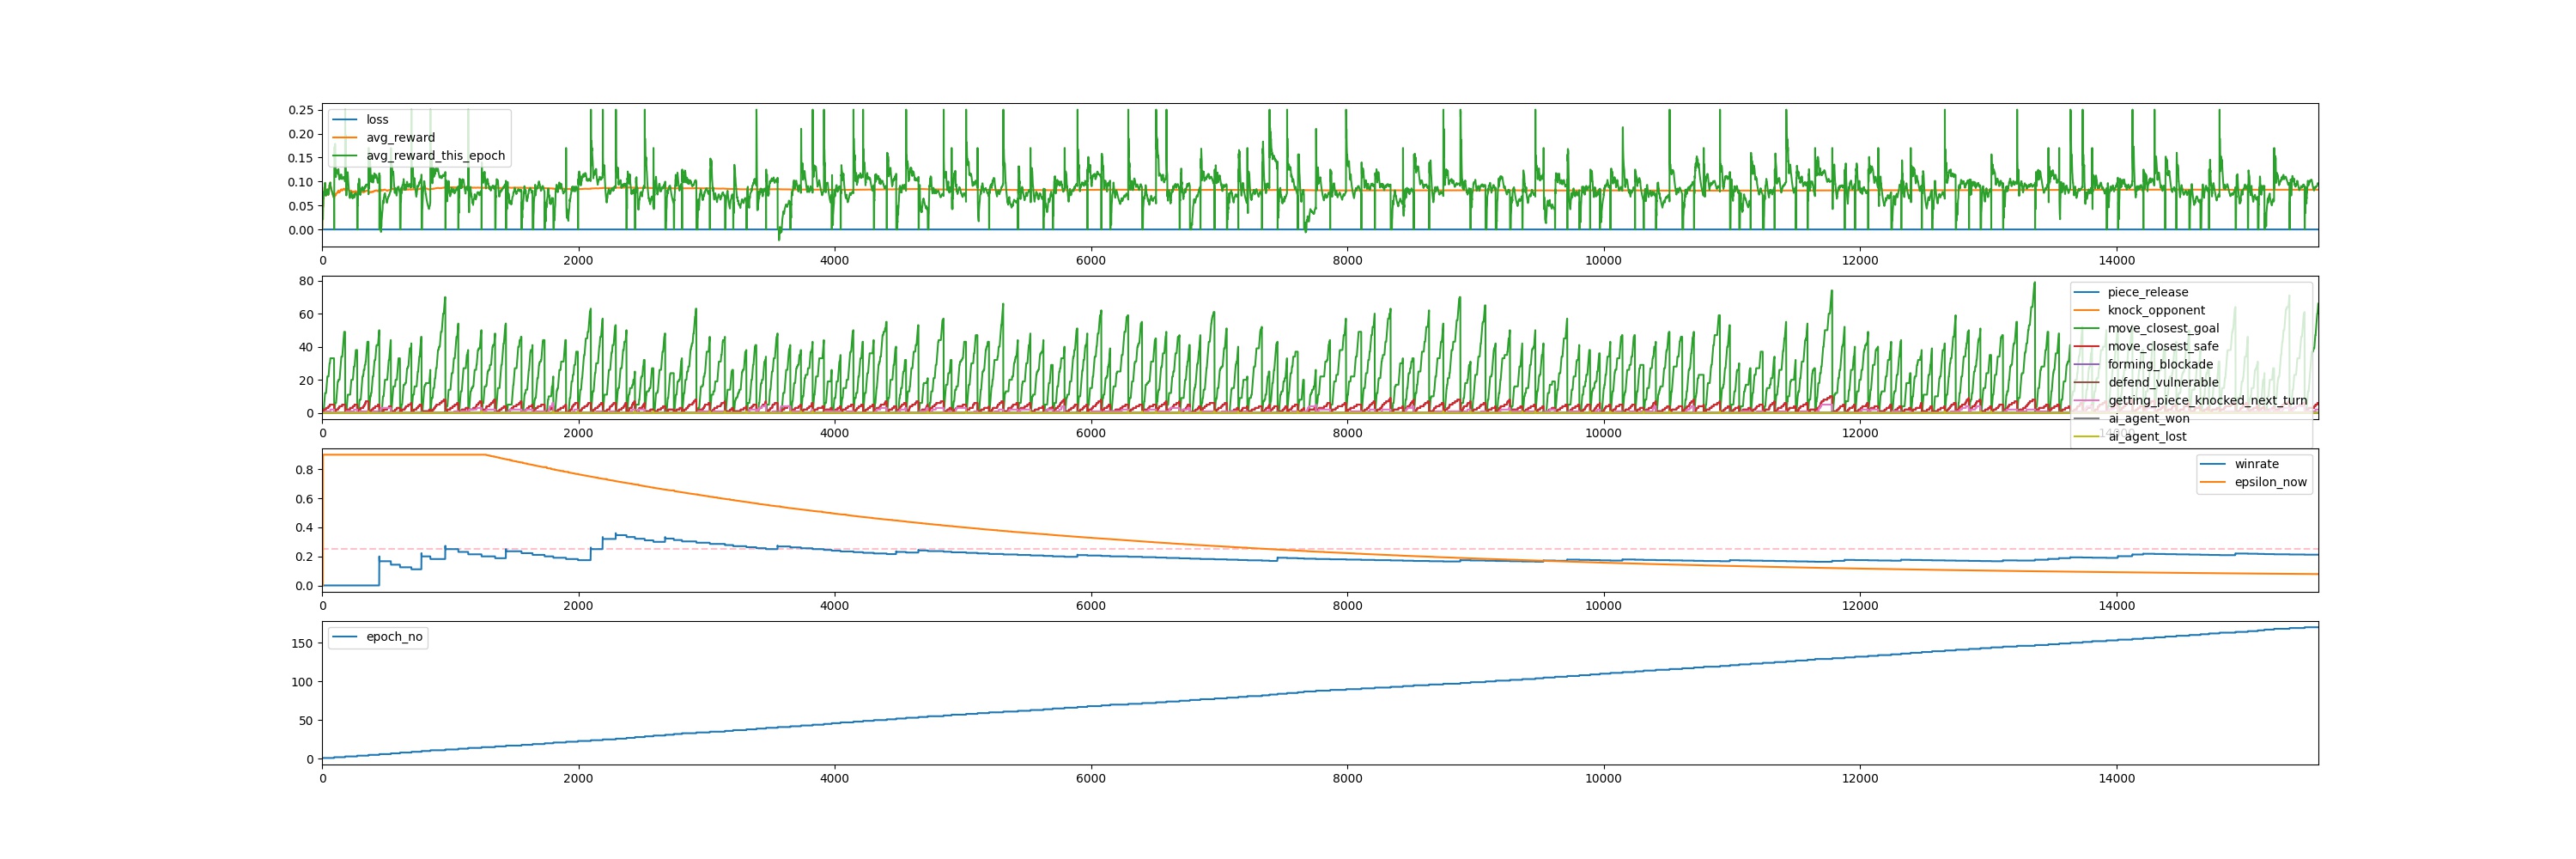 0.25
0.20
0.15
0.10
0.05
0.00
loss
avg_reward
avg_reward_this_epoch
0 2000 4000 6000 8000 10000 12000 14000
80
60
40
20
0
piece_release
knock_opponent
move_closest_goal
move_closest_safe
forming_blockade
defend_vulnerable
getting_piece_knocked_next_turn
ai_agent_won
ai_agent_lost
0 2000 4000 6000 8000 10000 12000 14000
0.8
0.6
0.4
0.2
0.0
winrate
epsilon_now
0 2000 4000 6000 8000 10000 12000 14000
150
100
50
0
epoch_no
0 2000 4000 6000 8000 10000 12000 14000